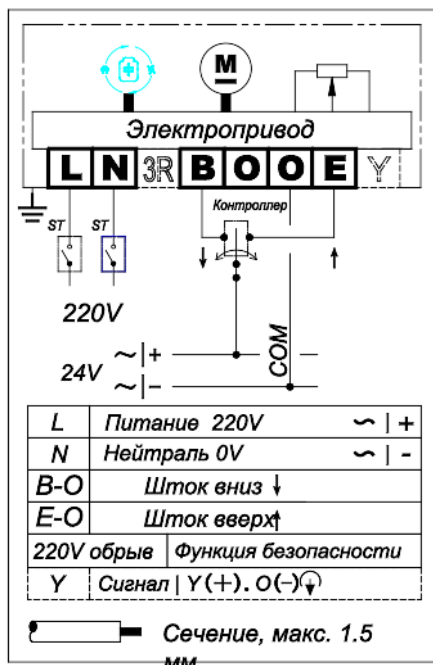 M
Электропривод
L N 3R B O O E Y
Контроллер
ST ST
220V
COM
~|+
24V
~|-
L Питание 220V ~ | +
N Нейтраль 0V ~ | -
B-O Шток вниз ↓
E-O Шток вверх↑
220V обрыв Функция безопасности
Y Сигнал | Y(+). O(-)
Сечение, макс. 1.5
мм